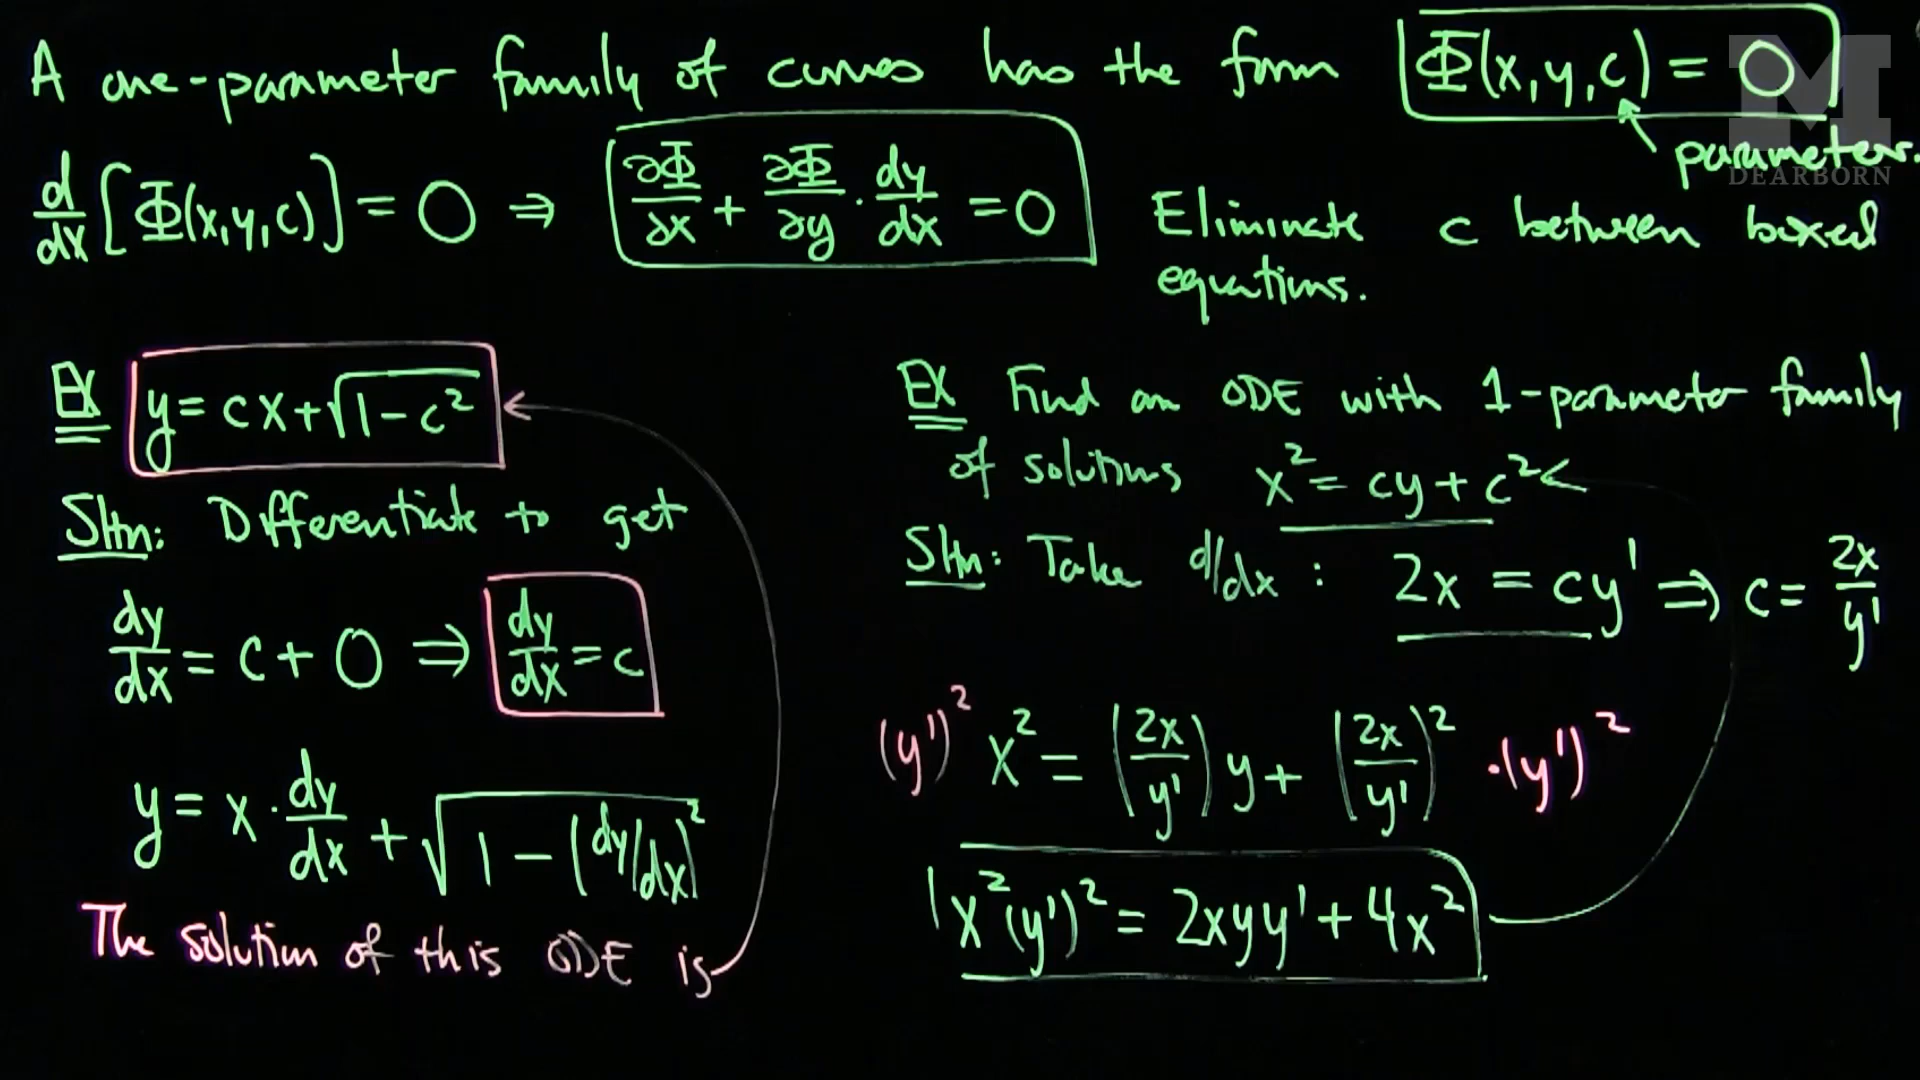 A one-parameter family of curves has the form Φ(x,y,c) = 0
parameter.
DEARBORN
d/dx [Φ(x,y,c)] = 0 ⇒ ∂Φ/∂x + ∂Φ/∂y · dy/dx = 0 Eliminate c between boxed
equations.
Ex y = cx + √(1-c²)
Sltn: Differentiate to get
dy/dx = c + 0 ⇒ dy/dx = c
y = x · dy/dx + √(1 - (dy/dx)²)
The solution of this ODE is
Ex Find an ODE with 1-parameter family
of solutions x² = cy + c²
Sltn: Take d/dx : 2x = cy' ⇒ c = 2x/y'
(y')² x² = (2x/y') y + (2x/y')² · (y')²
x²(y')² = 2xyy' + 4x²